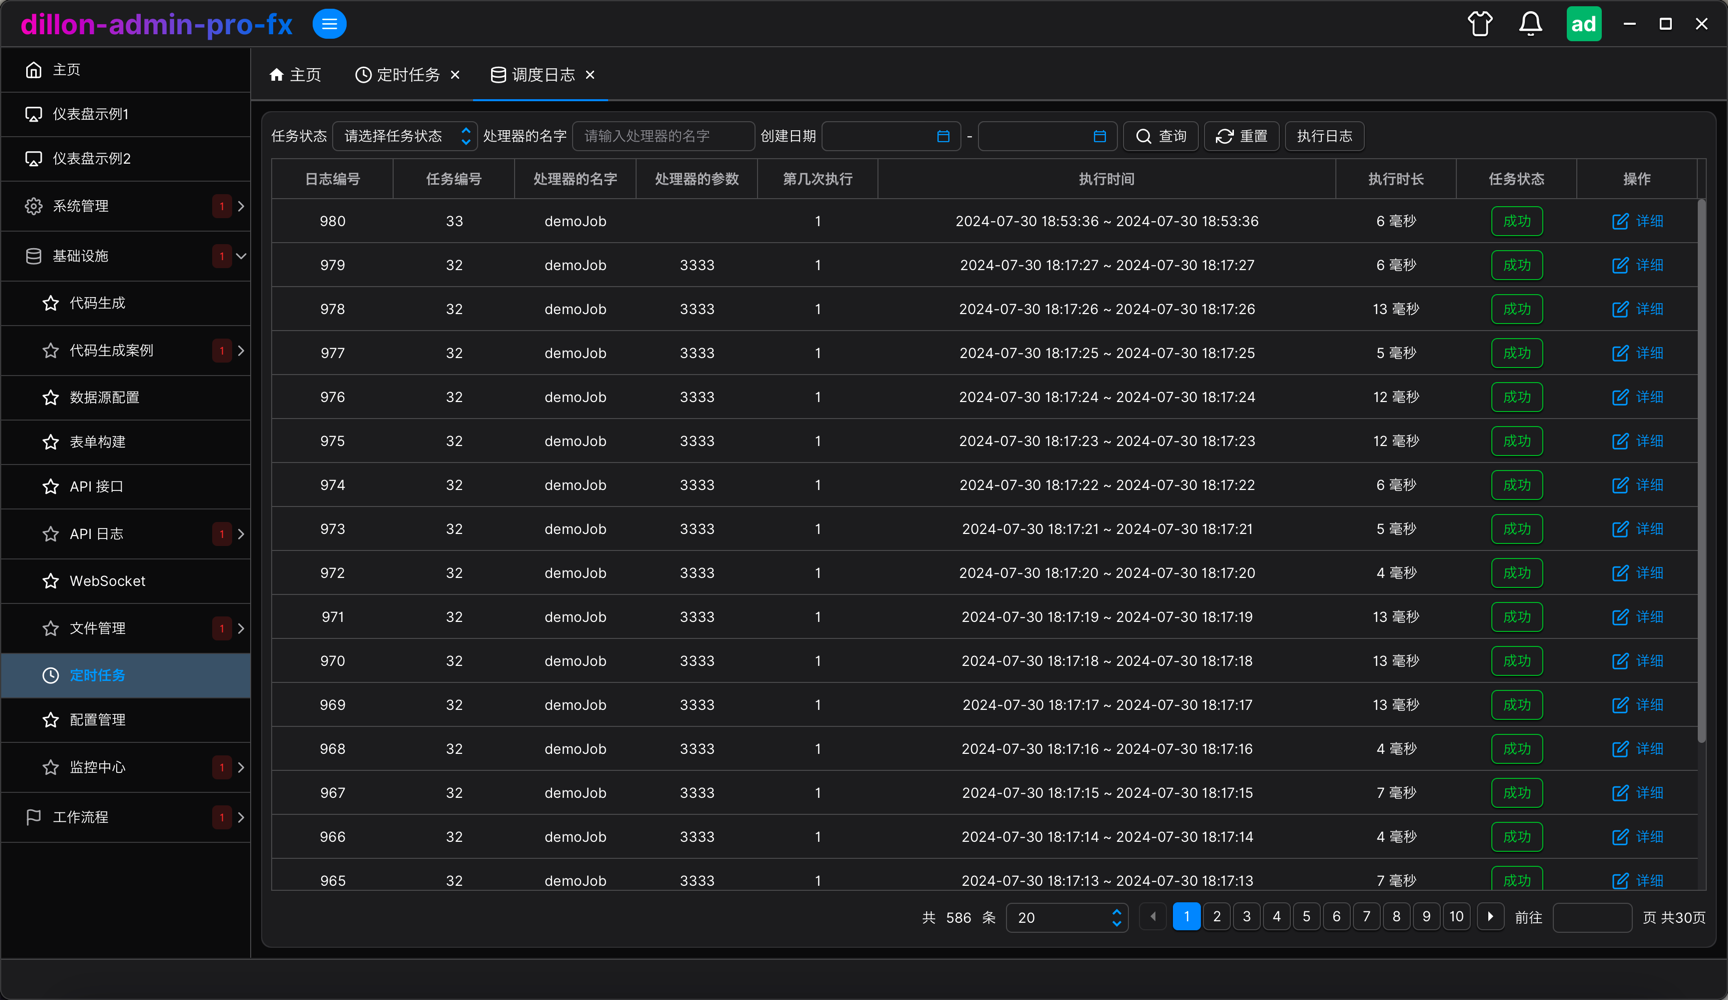 dillon-admin-pro-fx
ad
主页
仪表盘示例1
仪表盘示例2
系统管理 1
基础设施 1
代码生成
代码生成案例 1
数据源配置
表单构建
API 接口
API 日志 1
WebSocket
文件管理 1
定时任务
配置管理
监控中心 1
工作流程 1
主页 定时任务 调度日志
任务状态 请选择任务状态 处理器的名字 请输入处理器的名字 创建日期 - 查询 重置 执行日志
日志编号 任务编号 处理器的名字 处理器的参数 第几次执行 执行时间 执行时长 任务状态 操作
980 33 demoJob 1 2024-07-30 18:53:36 ~ 2024-07-30 18:53:36 6 毫秒 成功 详细
979 32 demoJob 3333 1 2024-07-30 18:17:27 ~ 2024-07-30 18:17:27 6 毫秒 成功 详细
978 32 demoJob 3333 1 2024-07-30 18:17:26 ~ 2024-07-30 18:17:26 13 毫秒 成功 详细
977 32 demoJob 3333 1 2024-07-30 18:17:25 ~ 2024-07-30 18:17:25 5 毫秒 成功 详细
976 32 demoJob 3333 1 2024-07-30 18:17:24 ~ 2024-07-30 18:17:24 12 毫秒 成功 详细
975 32 demoJob 3333 1 2024-07-30 18:17:23 ~ 2024-07-30 18:17:23 12 毫秒 成功 详细
974 32 demoJob 3333 1 2024-07-30 18:17:22 ~ 2024-07-30 18:17:22 6 毫秒 成功 详细
973 32 demoJob 3333 1 2024-07-30 18:17:21 ~ 2024-07-30 18:17:21 5 毫秒 成功 详细
972 32 demoJob 3333 1 2024-07-30 18:17:20 ~ 2024-07-30 18:17:20 4 毫秒 成功 详细
971 32 demoJob 3333 1 2024-07-30 18:17:19 ~ 2024-07-30 18:17:19 13 毫秒 成功 详细
970 32 demoJob 3333 1 2024-07-30 18:17:18 ~ 2024-07-30 18:17:18 13 毫秒 成功 详细
969 32 demoJob 3333 1 2024-07-30 18:17:17 ~ 2024-07-30 18:17:17 13 毫秒 成功 详细
968 32 demoJob 3333 1 2024-07-30 18:17:16 ~ 2024-07-30 18:17:16 4 毫秒 成功 详细
967 32 demoJob 3333 1 2024-07-30 18:17:15 ~ 2024-07-30 18:17:15 7 毫秒 成功 详细
966 32 demoJob 3333 1 2024-07-30 18:17:14 ~ 2024-07-30 18:17:14 4 毫秒 成功 详细
965 32 demoJob 3333 1 2024-07-30 18:17:13 ~ 2024-07-30 18:17:13 7 毫秒 成功 详细
共 586 条 20 1 2 3 4 5 6 7 8 9 10 前往 页 共30页